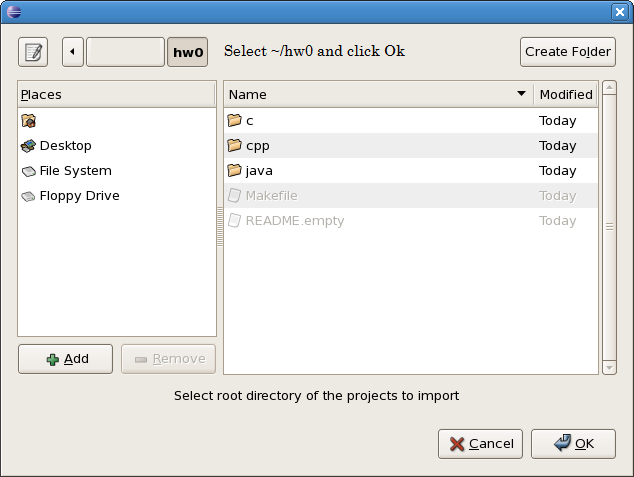 hw0 Select ~/hw0 and click Ok Create Folder
Places
Desktop
File System
Floppy Drive
Name Modified
c Today
cpp Today
java Today
Makefile Today
README.empty Today
Add Remove
Select root directory of the projects to import
Cancel OK